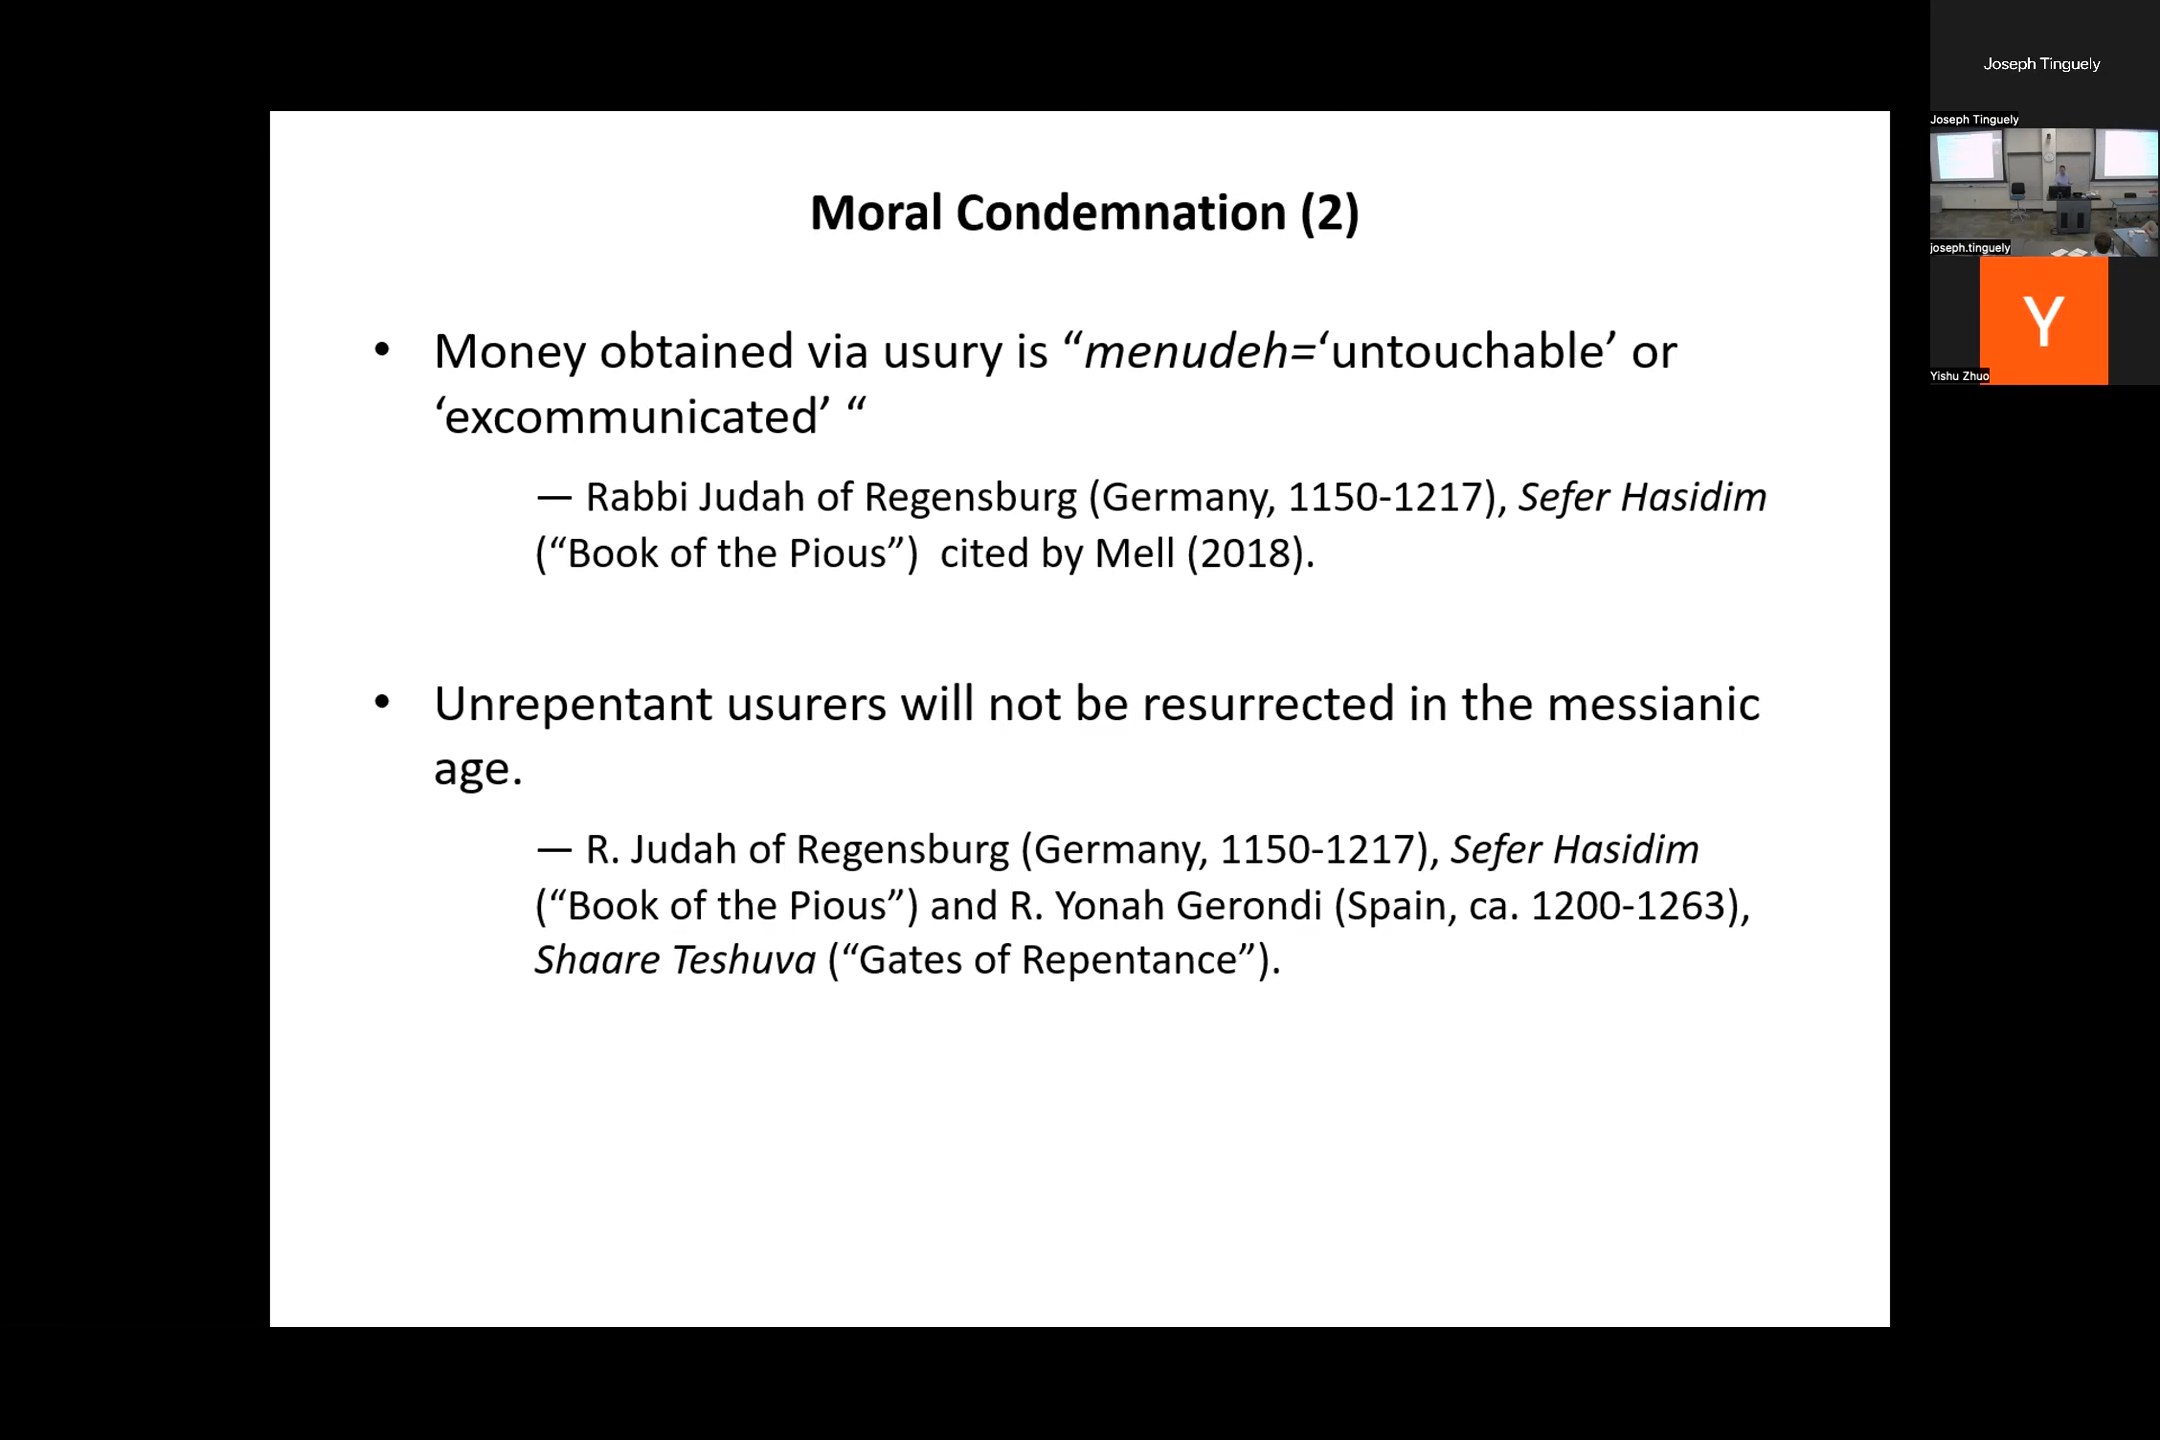 Moral Condemnation (2)
• Money obtained via usury is “menudeh=‘untouchable’ or
‘excommunicated’ “
— Rabbi Judah of Regensburg (Germany, 1150-1217), Sefer Hasidim
(“Book of the Pious”)  cited by Mell (2018).
• Unrepentant usurers will not be resurrected in the messianic
age.
— R. Judah of Regensburg (Germany, 1150-1217), Sefer Hasidim
(“Book of the Pious”) and R. Yonah Gerondi (Spain, ca. 1200-1263),
Shaare Teshuva (“Gates of Repentance”).
Joseph Tinguely
Joseph Tinguely
joseph.tinguely
Y
Yishu Zhuo